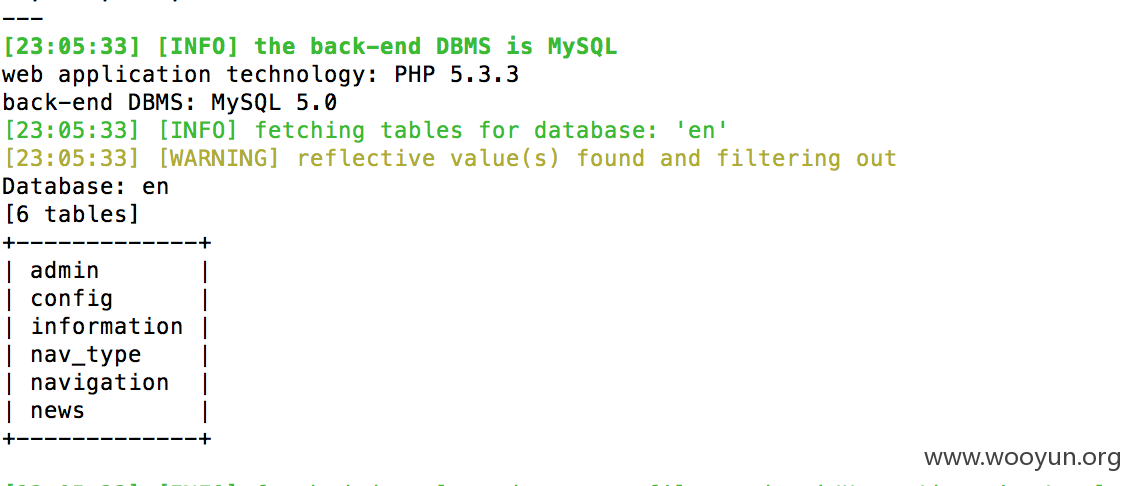 ---
[23:05:33] [INFO] the back-end DBMS is MySQL
web application technology: PHP 5.3.3
back-end DBMS: MySQL 5.0
[23:05:33] [INFO] fetching tables for database: 'en'
[23:05:33] [WARNING] reflective value(s) found and filtering out
Database: en
[6 tables]
+-------------+
| admin       |
| config      |
| information |
| nav_type    |
| navigation  |
| news        |
+-------------+
www.wooyun.org